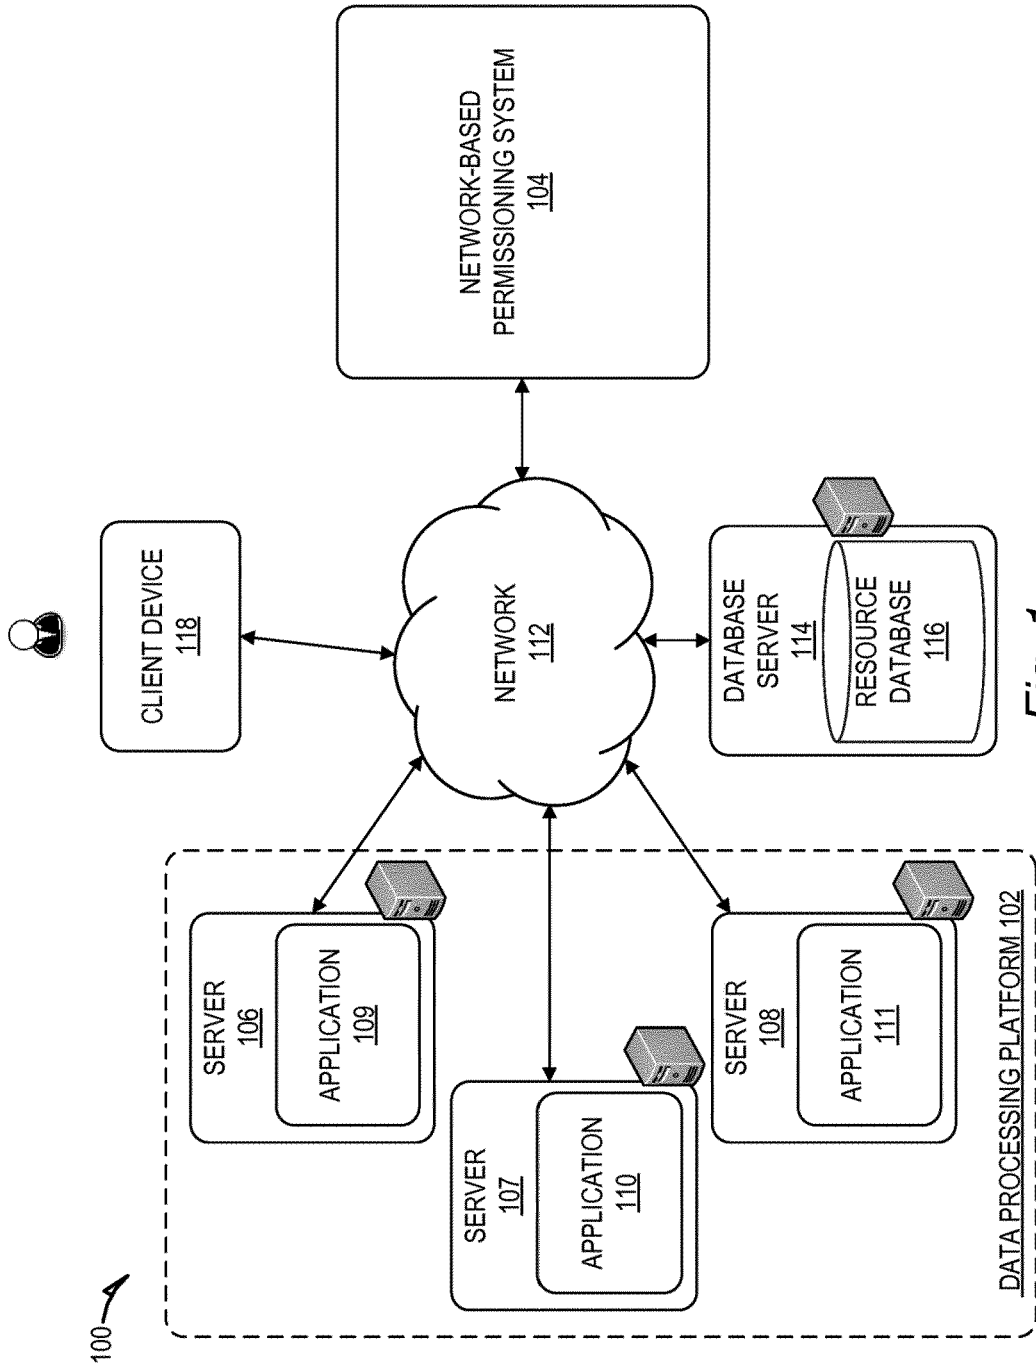 100
SERVER
106
APPLICATION
109
SERVER
107
APPLICATION
110
SERVER
108
APPLICATION
111
DATA PROCESSING PLATFORM 102
CLIENT DEVICE
118
NETWORK
112
DATABASE
SERVER
114
RESOURCE
DATABASE
116
NETWORK-BASED
PERMISSIONING SYSTEM
104